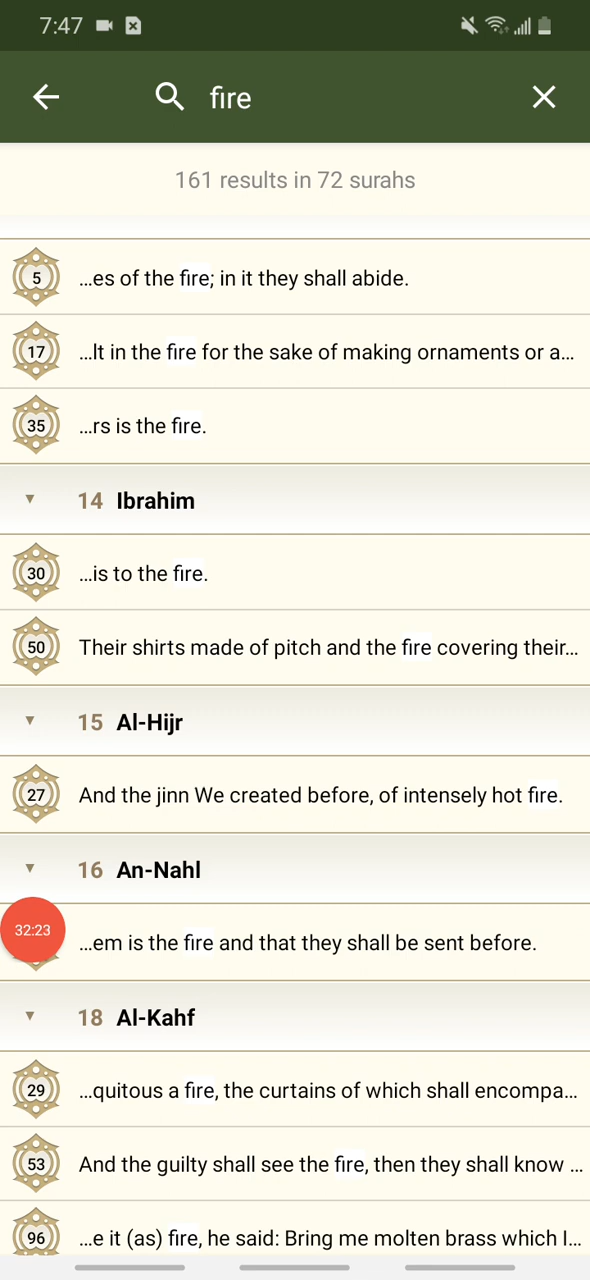 7:47
fire
161 results in 72 surahs
5 ...es of the fire; in it they shall abide.
17 ...lt in the fire for the sake of making ornaments or a...
35 ...rs is the fire.
14 Ibrahim
30 ...is to the fire.
50 Their shirts made of pitch and the fire covering their...
15 Al-Hijr
27 And the jinn We created before, of intensely hot fire.
16 An-Nahl
32:23 ...em is the fire and that they shall be sent before.
18 Al-Kahf
29 ...quitous a fire, the curtains of which shall encompa...
53 And the guilty shall see the fire, then they shall know ...
96 ...e it (as) fire, he said: Bring me molten brass which I...